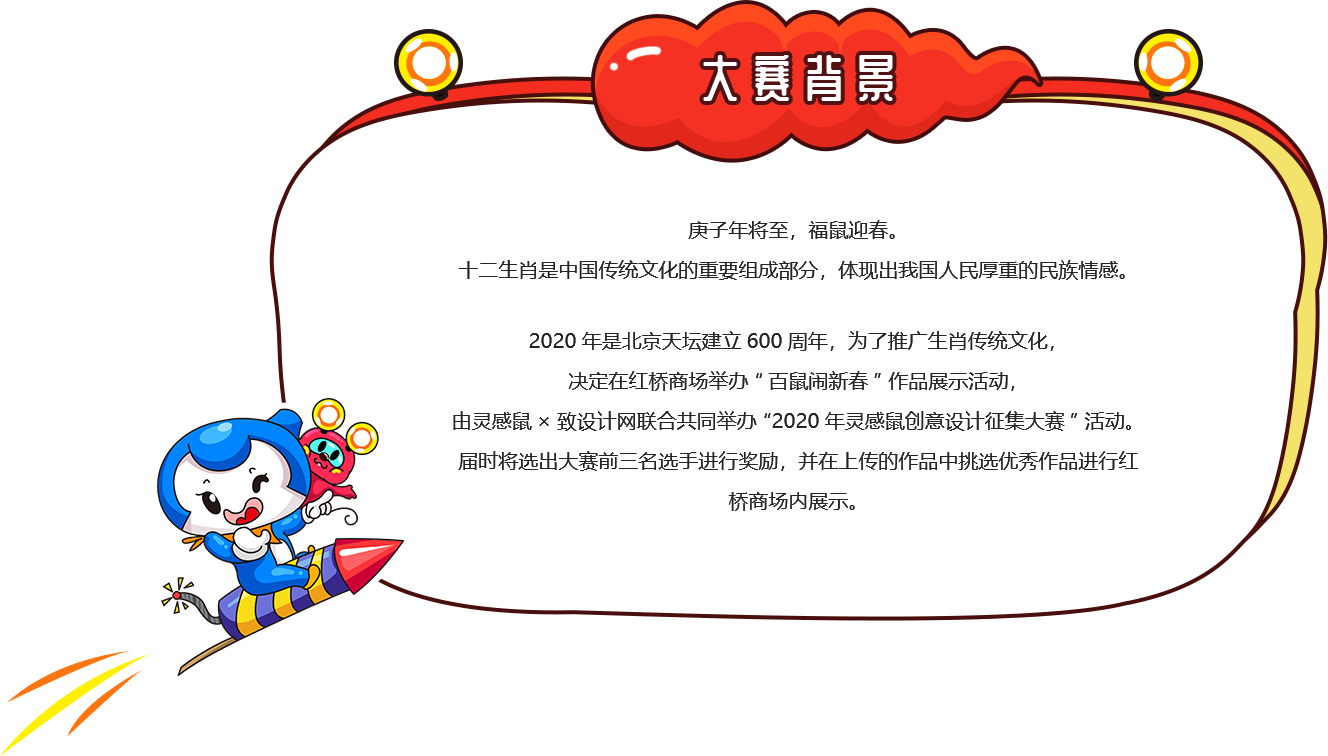 大赛背景
庚子年将至，福鼠迎春。
十二生肖是中国传统文化的重要组成部分，体现出我国人民厚重的民族情感。
2020 年是北京天坛建立 600 周年，为了推广生肖传统文化，
决定在红桥商场举办 “ 百鼠闹新春 ” 作品展示活动，
由灵感鼠 × 致设计网联合共同举办 “2020 年灵感鼠创意设计征集大赛 ” 活动。
届时将选出大赛前三名选手进行奖励，并在上传的作品中挑选优秀作品进行红
桥商场内展示。